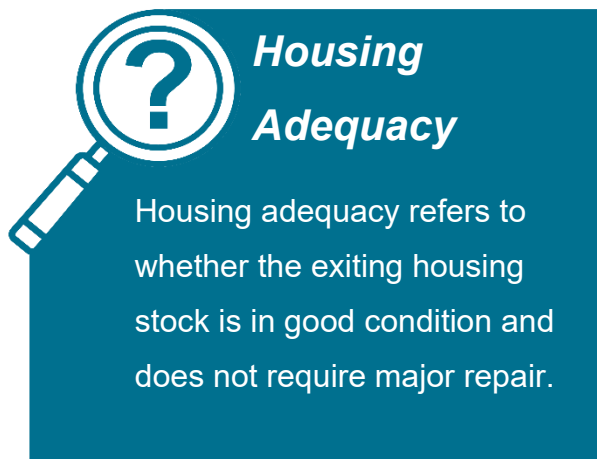 ?
Housing
Adequacy
Housing adequacy refers to
whether the exiting housing
stock is in good condition and
does not require major repair.